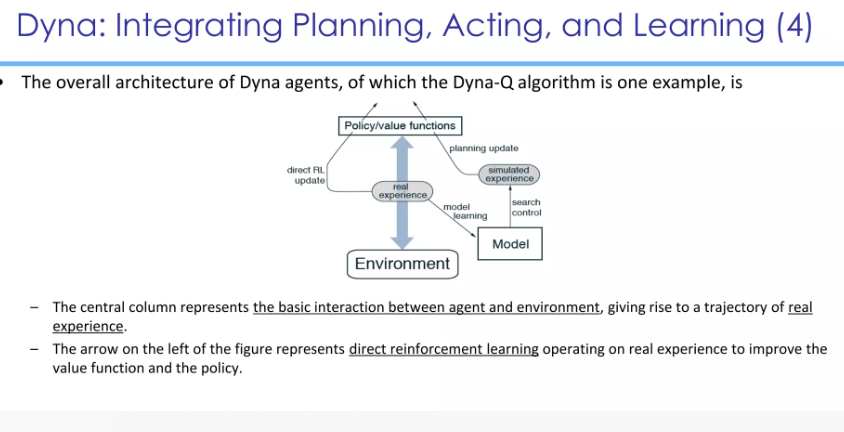 Dyna: Integrating Planning, Acting, and Learning (4)
• The overall architecture of Dyna agents, of which the Dyna-Q algorithm is one example, is
Policy/value functions
planning update
direct RL
update
simulated
experience
real
experience
model
learning
search
control
Model
Environment
– The central column represents the basic interaction between agent and environment, giving rise to a trajectory of real
experience.
– The arrow on the left of the figure represents direct reinforcement learning operating on real experience to improve the
value function and the policy.